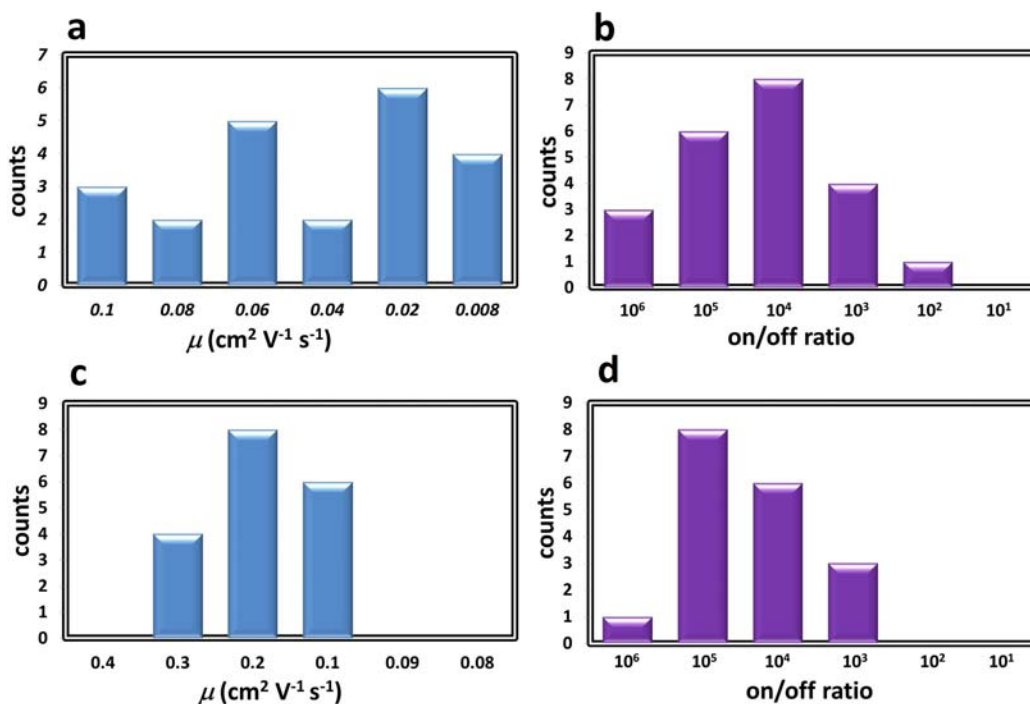 a
7
6
5
4
3
2
1
0
counts
0.1 0.08 0.06 0.04 0.02 0.008
μ (cm² V⁻¹ s⁻¹)
b
9
8
7
6
5
4
3
2
1
0
counts
10⁶ 10⁵ 10⁴ 10³ 10² 10¹
on/off ratio
c
9
8
7
6
5
4
3
2
1
0
counts
0.4 0.3 0.2 0.1 0.09 0.08
μ (cm² V⁻¹ s⁻¹)
d
9
8
7
6
5
4
3
2
1
0
counts
10⁶ 10⁵ 10⁴ 10³ 10² 10¹
on/off ratio